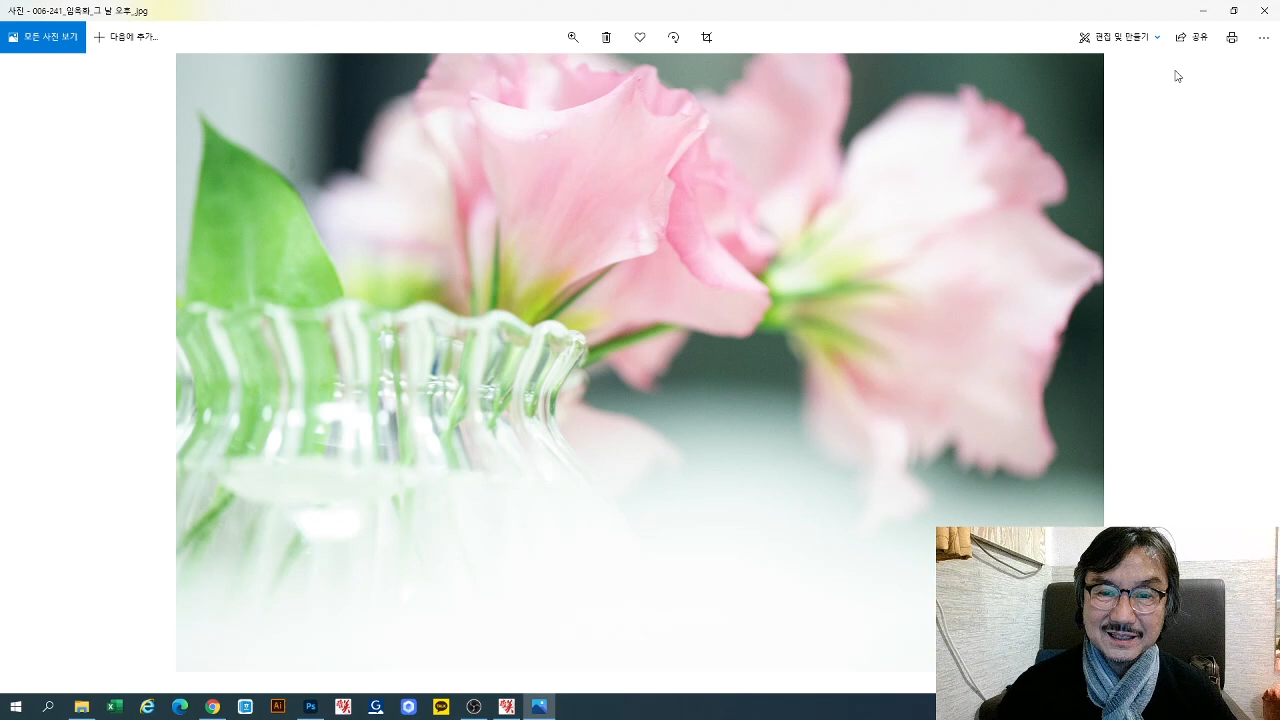 사진 - 006-241_임옥화_그 날 오후_.jpg
모든 사진 보기
다음에 추가...
편집 및 만들기
공유